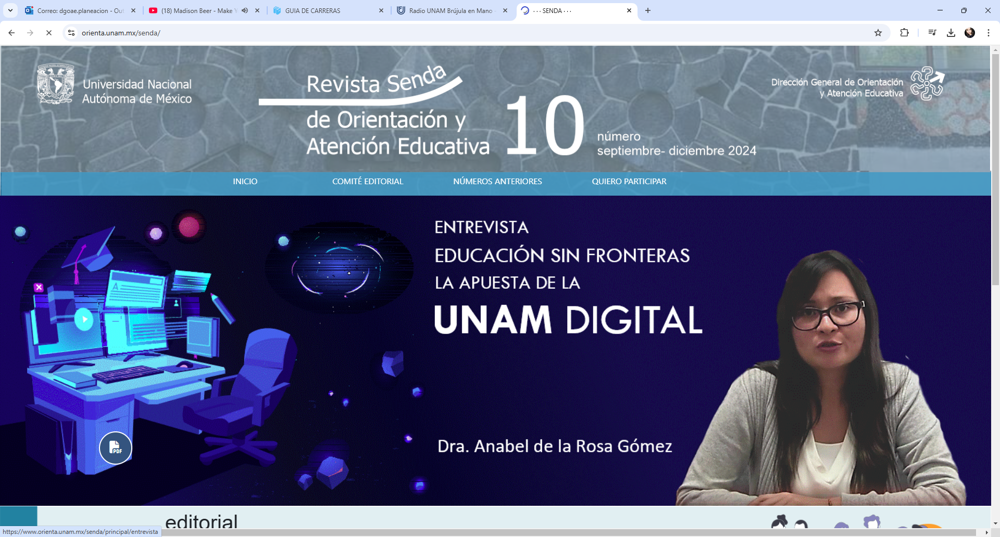 Correo: dgoae.planeacion - Out
(18) Madison Beer - Make Y
GUIA DE CARRERAS
Radio UNAM Brújula en Mano -
· · · SENDA · · ·
orienta.unam.mx/senda/
Universidad Nacional
Autónoma de México
Revista Senda
de Orientación y
Atención Educativa
10
número
septiembre- diciembre 2024
Dirección General de Orientación
y Atención Educativa
INICIO
COMITÉ EDITORIAL
NÚMEROS ANTERIORES
QUIERO PARTICIPAR
ENTREVISTA
EDUCACIÓN SIN FRONTERAS
LA APUESTA DE LA
UNAM DIGITAL
A
PDF
Dra. Anabel de la Rosa Gómez
editorial
https://www.orienta.unam.mx/senda/principal/entrevista